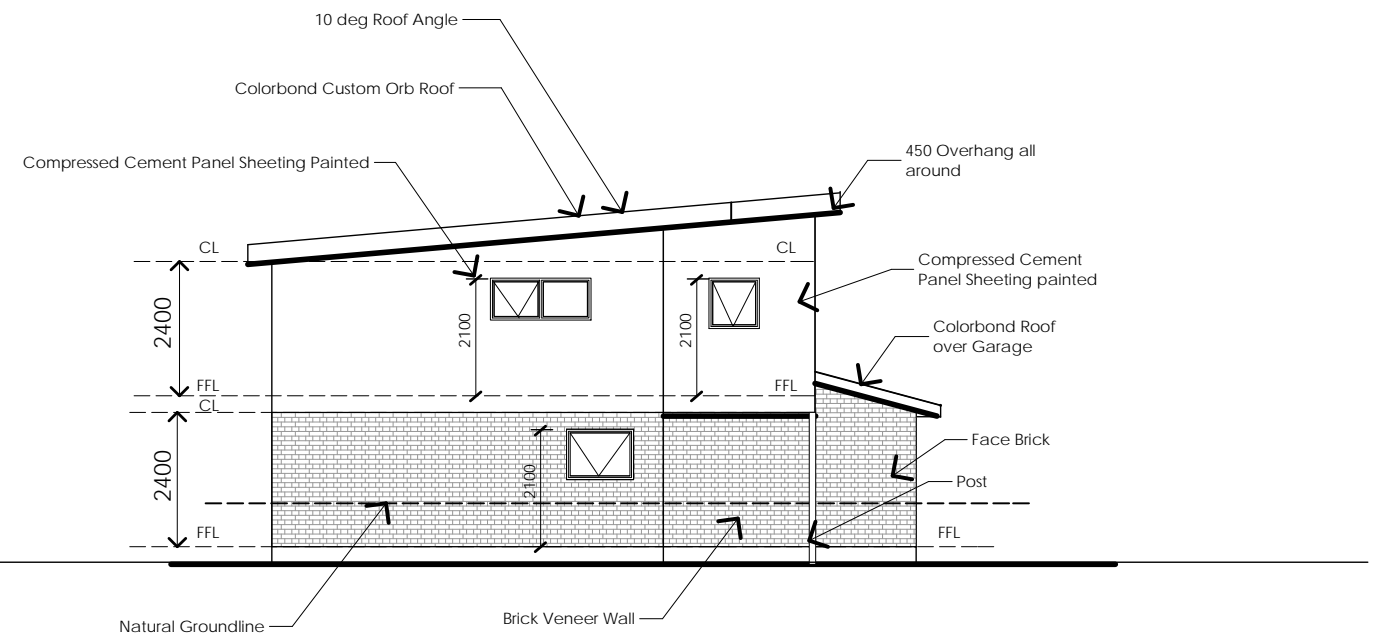 10 deg Roof Angle
Colorbond Custom Orb Roof
Compressed Cement Panel Sheeting Painted
450 Overhang all
around
CL
CL
Compressed Cement
Panel Sheeting painted
2400
2100
2100
Colorbond Roof
over Garage
FFL
FFL
CL
Face Brick
2400
2100
Post
FFL
FFL
Natural Groundline
Brick Veneer Wall